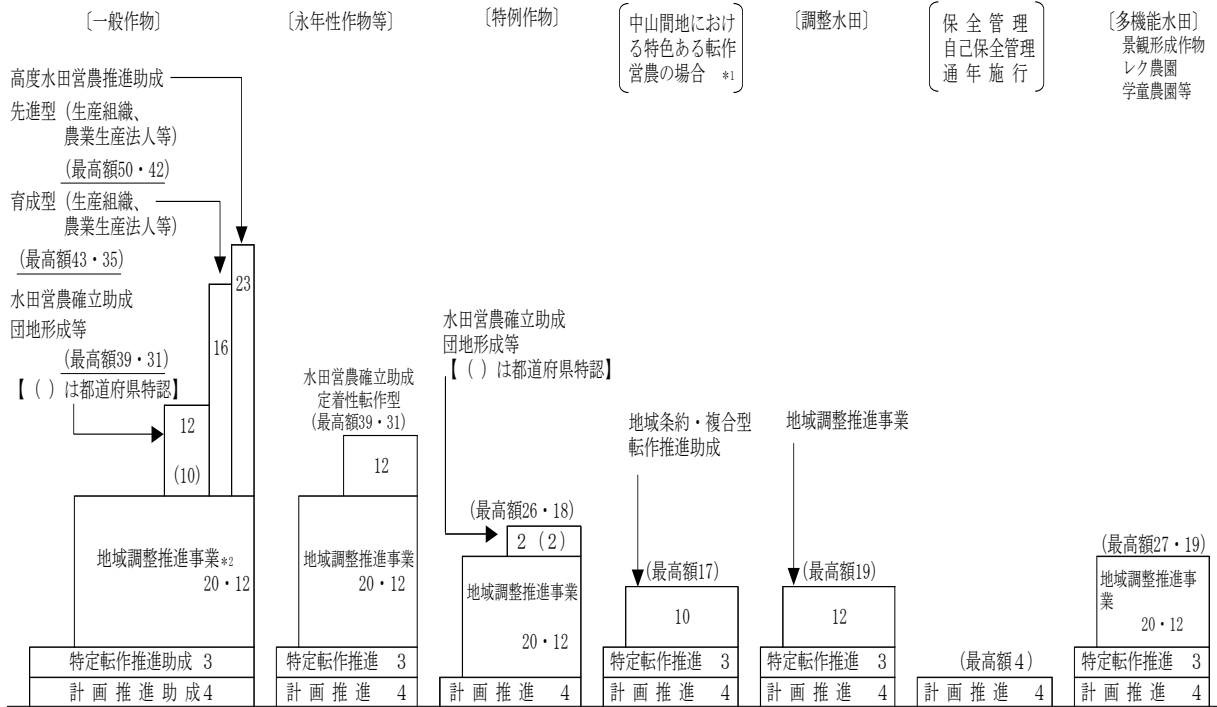 〔一般作物〕
高度水田営農推進助成
先進型（生産組織、
農業生産法人等）
(最高額50・42)
育成型（生産組織、
農業生産法人等）
(最高額43・35)
水田営農確立助成
団地形成等
(最高額39・31)
【（ ）は都道府県特認】
23
16
12
(10)
地域調整推進事業*2
20・12
特定転作推進助成 3
計画推進助成4
〔永年性作物等〕
水田営農確立助成
定着性転作型
(最高額39・31)
12
地域調整推進事業
20・12
特定転作推進 3
計画推進 4
〔特例作物〕
水田営農確立助成
団地形成等
【（ ）は都道府県特認】
(最高額26・18)
2 (2)
地域調整推進事業
20・12
計画推進 4
中山間地におけ
る特色ある転作
営農の場合 *1
地域条約・複合型
転作推進助成
(最高額17)
10
特定転作推進 3
計画推進 4
〔調整水田〕
地域調整推進事業
(最高額19)
12
特定転作推進 3
計画推進 4
保全管理
自己保全管理
通年施行
(最高額４)
計画推進 4
〔多機能水田〕
景観形成作物
レク農園
学童農園等
(最高額27・19)
地域調整推進事
業
20・12
特定転作推進 3
計画推進 4